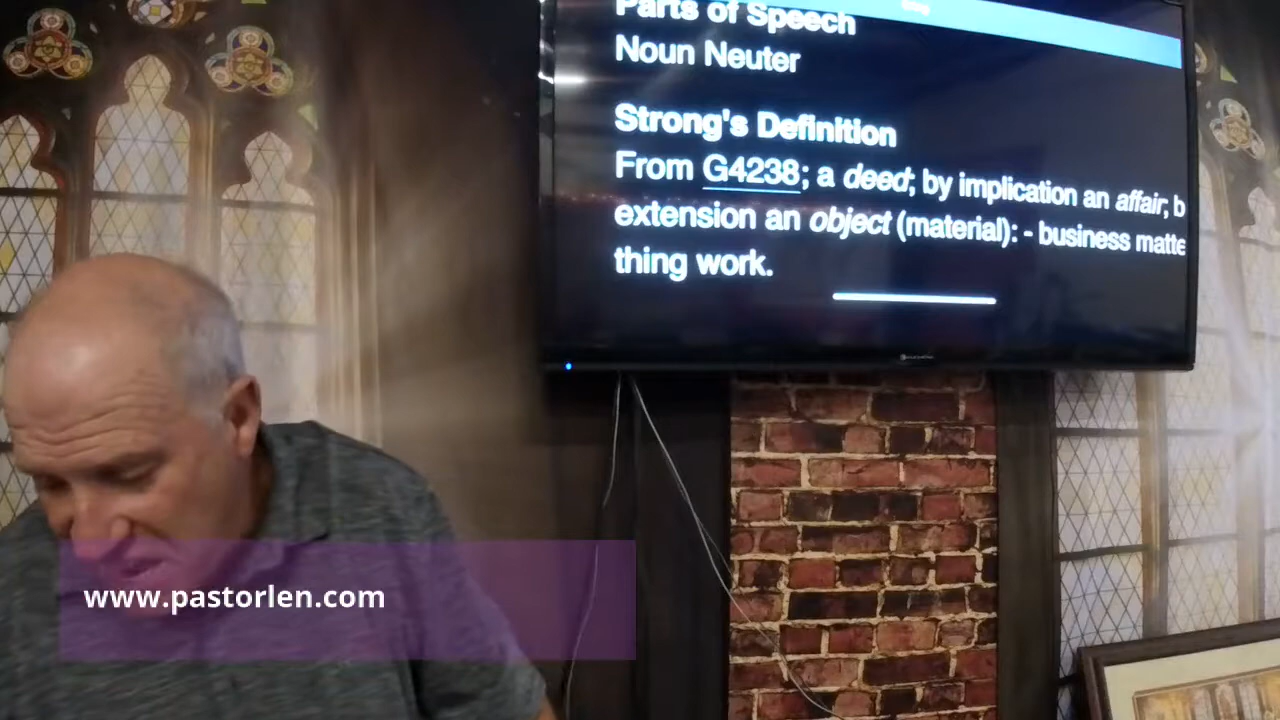 Parts of Speech
Noun Neuter
Strong's Definition
From G4238; a deed; by implication an affair; b
extension an object (material): - business matte
thing work.
www.pastorlen.com